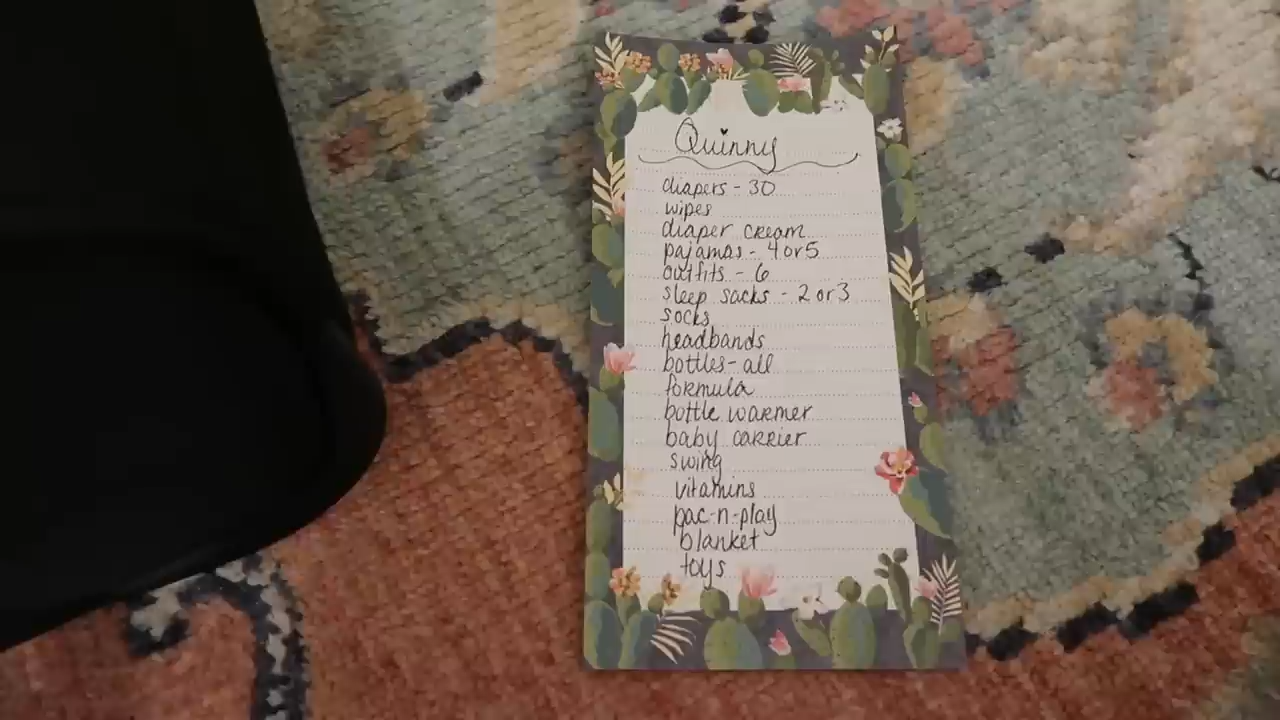 Quinny
diapers - 30
wipes
diaper cream
pajamas - 4 or 5
outfits - 6
sleep sacks - 2 or 3
socks
headbands
bottles - all
formula
bottle warmer
baby carrier
swing
vitamins
pac-n-play
blanket
toys